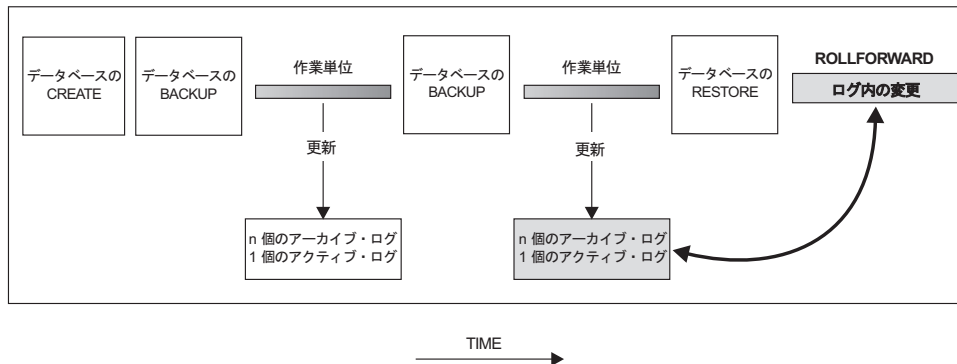 データベースの
CREATE
データベースの
BACKUP
作業単位
更新
n 個のアーカイブ・ログ
1 個のアクティブ・ログ
データベースの
BACKUP
作業単位
更新
n 個のアーカイブ・ログ
1 個のアクティブ・ログ
データベースの
RESTORE
ROLLFORWARD
ログ内の変更
TIME